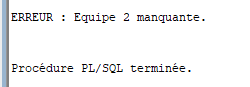 ERREUR : Equipe 2 manquante.
Procédure PL/SQL terminée.